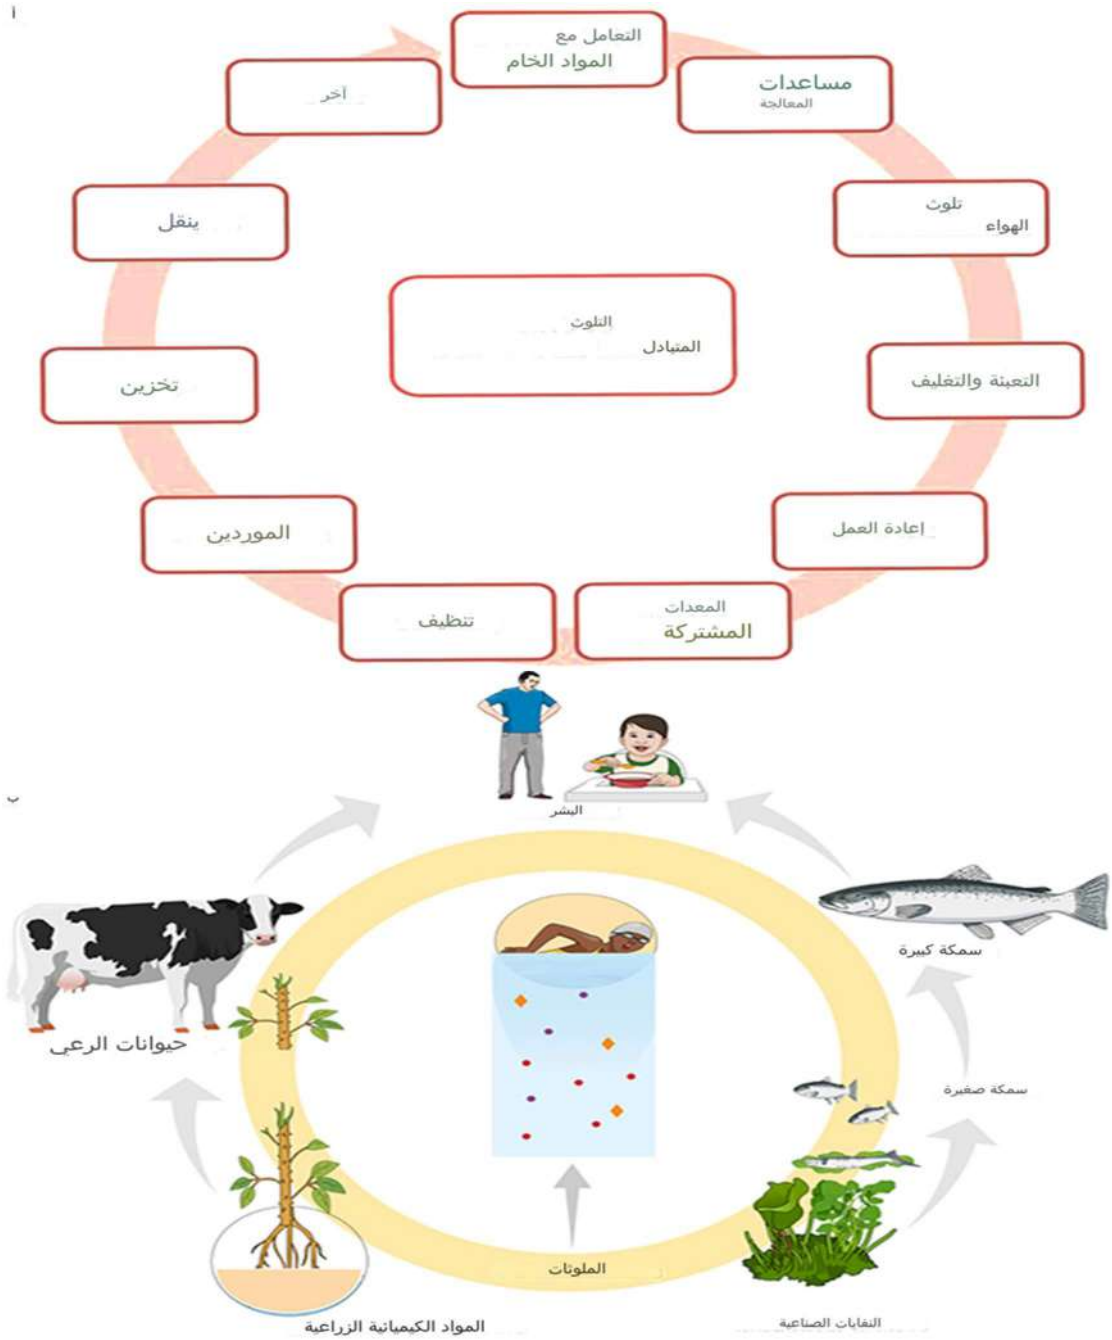 أ
التعامل مع
المواد الخام
مساعدات
المعالجة
تلوث
الهواء
التعبئة والتغليف
إعادة العمل
المعدات
المشتركة
تنظيف
الموردين
تخزين
ينقل
آخر
التلوث
المتبادل
ب
البشر
سمكة كبيرة
سمكة صغيرة
النفايات الصناعية
الملوثات
المواد الكيميائية الزراعية
حيوانات الرعي